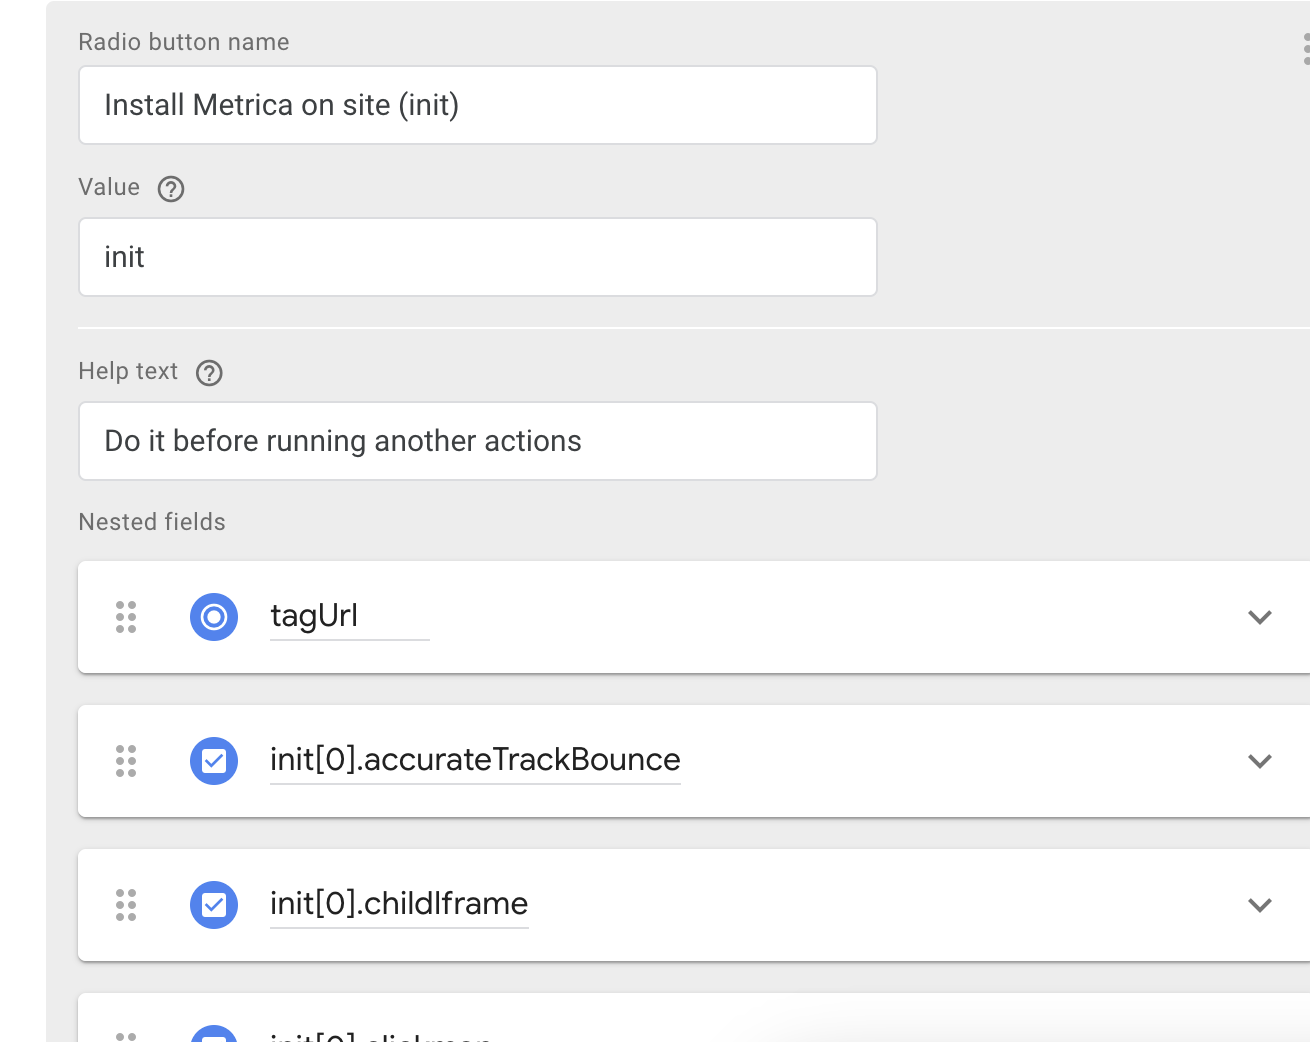 Radio button name
Install Metrica on site (init)
Value
init
Help text
Do it before running another actions
Nested fields
tagUrl
init[0].accurateTrackBounce
init[0].childIframe